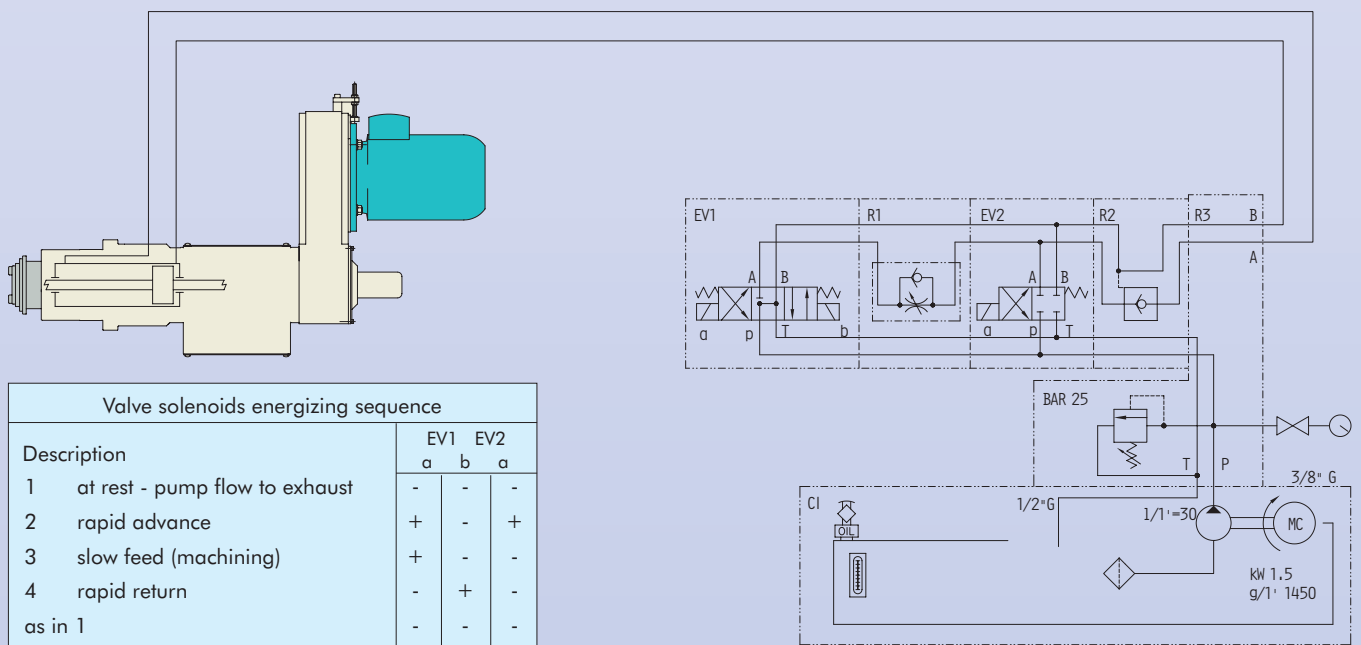 EV1 R1 EV2 R2 R3 B
A
A B A B
a p T b a p T
BAR 25
T P
3/8" G
CI
1/2"G
1/1'=30
MC
OIL
kW 1.5
g/1' 1450
Valve solenoids energizing sequence
EV1 EV2
Description
a b a
1 at rest - pump flow to exhaust - - -
2 rapid advance + - +
3 slow feed (machining) + - -
4 rapid return - + -
as in 1 - - -